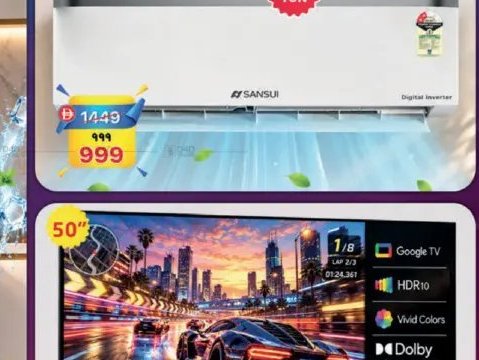 SANSUI
Digital Inverter
1449
999
999
50"
1/8
LAP 2/3
01:24.361
Google TV
HDR10
Vivid Colors
Dolby